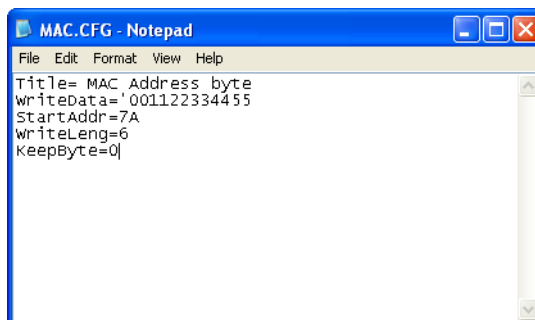 MAC.CFG - Notepad
File Edit Format View Help
Title= MAC Address byte
WriteData='001122334455
StartAddr=7A
WriteLeng=6
KeepByte=0